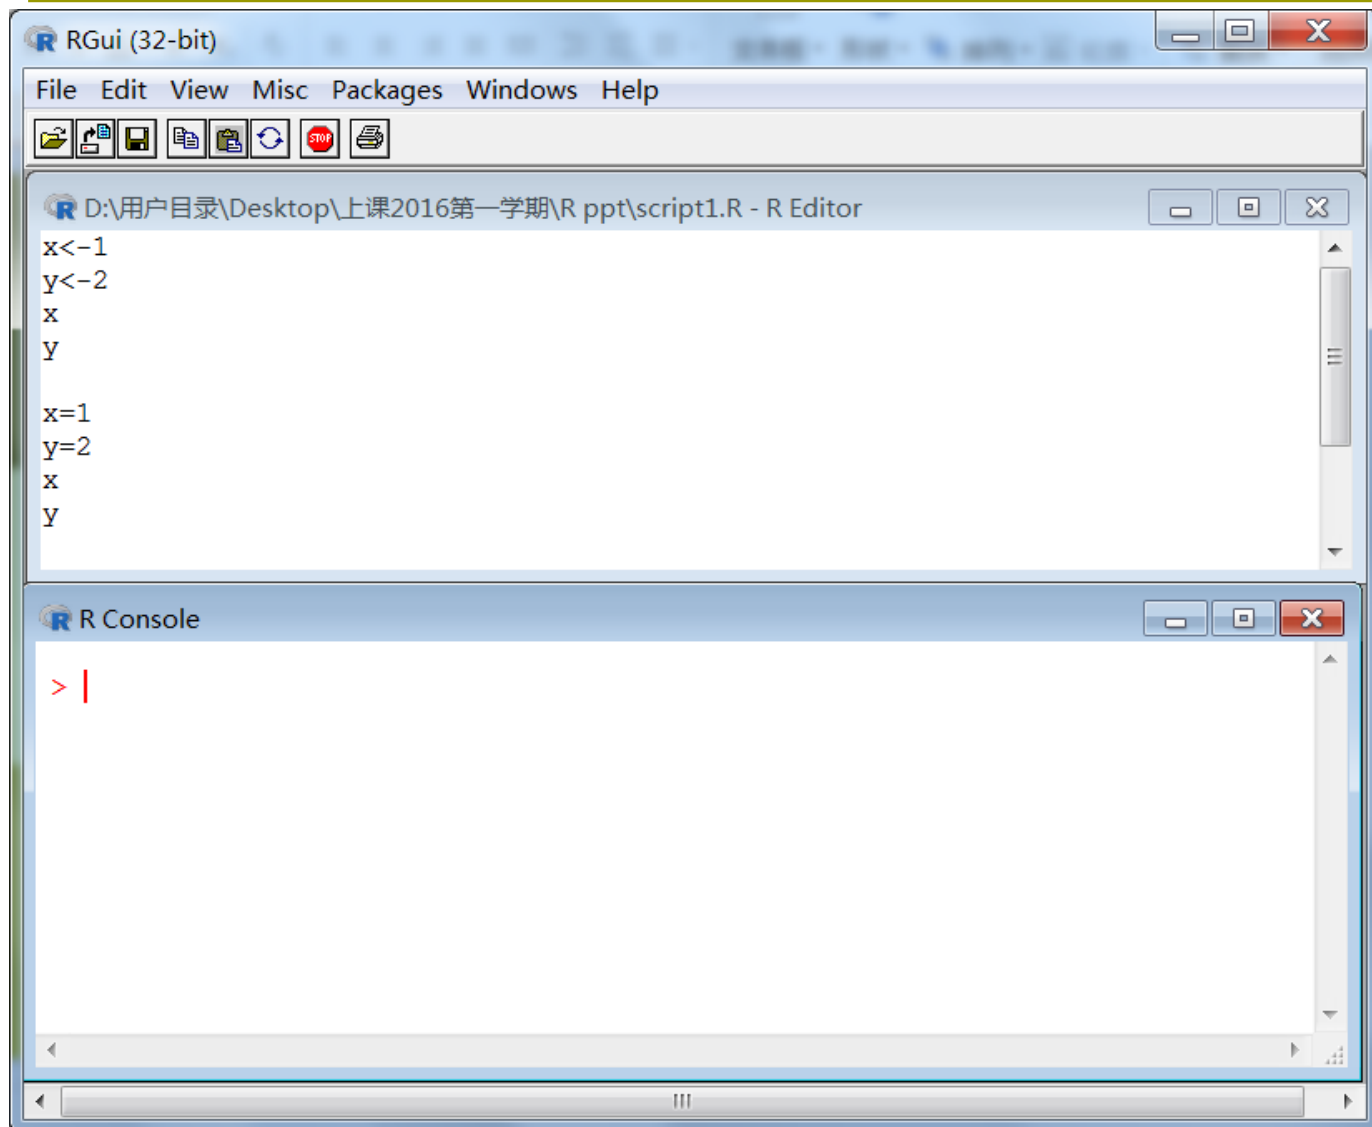 RGui (32-bit)
File Edit View Misc Packages Windows Help
STOP
D:\用户目录\Desktop\上课2016第一学期\R ppt\script1.R - R Editor
x<-1
y<-2
x
y
x=1
y=2
x
y
R Console
>